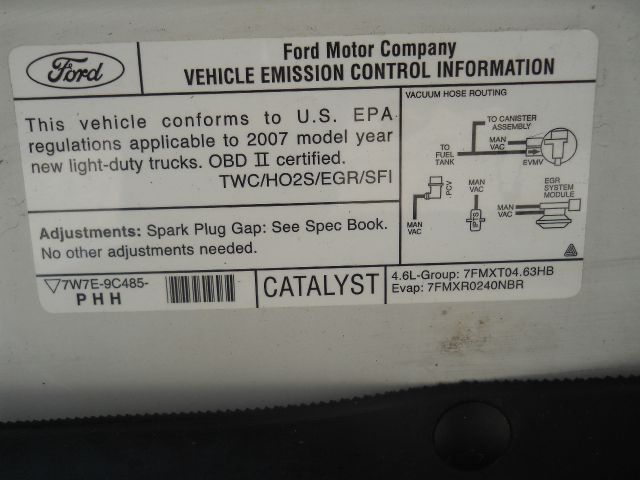 Ford
Ford Motor Company
VEHICLE EMISSION CONTROL INFORMATION
This vehicle conforms to U.S. EPA
regulations applicable to 2007 model year
new light-duty trucks. OBD II certified.
TWC/HO2S/EGR/SFI
Adjustments: Spark Plug Gap: See Spec Book.
No other adjustments needed.
VACUUM HOSE ROUTING
TO CANISTER
ASSEMBLY
MAN
VAC
TO
FUEL
TANK
EVMV
PCV
MAN
VAC
MAN
VAC
FTS
EGR
SYSTEM
MODULE
MAN
VAC
7W7E-9C485-
PHH
CATALYST
4.6L-Group: 7FMXT04.63HB
Evap: 7FMXR0240NBR